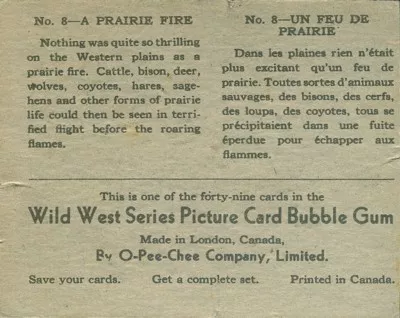 No. 8—A PRAIRIE FIRE
Nothing was quite so thrilling
on the Western plains as a
prairie fire. Cattle, bison, deer,
wolves, coyotes, hares, sage-
hens and other forms of prairie
life could then be seen in terri-
fied flight before the roaring
flames.
No. 8—UN FEU DE
PRAIRIE
Dans les plaines rien n'était
plus excitant qu'un feu de
prairie. Toutes sortes d'animaux
sauvages, des bisons, des cerfs,
des loups, des coyotes, tous se
précipitaient dans une fuite
éperdue pour échapper aux
flammes.
This is one of the forty-nine cards in the
Wild West Series Picture Card Bubble Gum
Made in London, Canada,
By O-Pee-Chee Company, Limited.
Save your cards. Get a complete set. Printed in Canada.